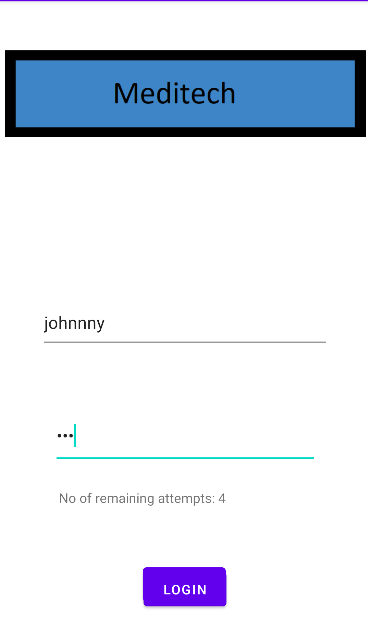 Meditech
johnnny
•••
No of remaining attempts: 4
LOGIN